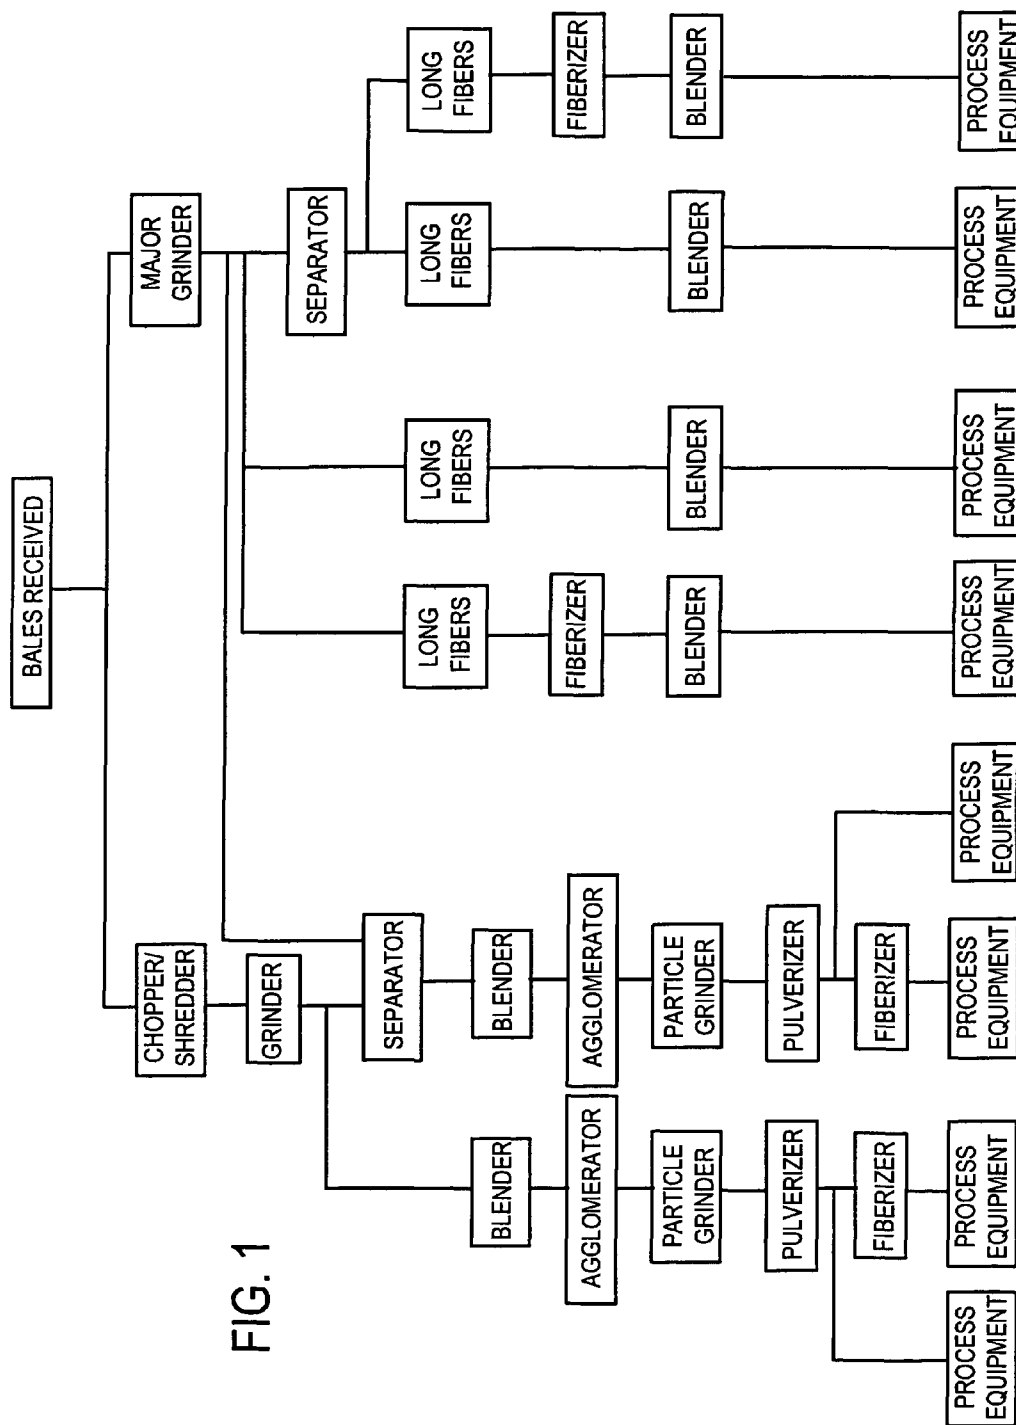 FIG. 1
BALES RECEIVED
CHOPPER/
SHREDDER
MAJOR
GRINDER
GRINDER
SEPARATOR
SEPARATOR
LONG
FIBERS
LONG
FIBERS
LONG
FIBERS
LONG
FIBERS
BLENDER
BLENDER
AGGLOMERATOR
AGGLOMERATOR
FIBERIZER
FIBERIZER
PARTICLE
GRINDER
PARTICLE
GRINDER
BLENDER
BLENDER
BLENDER
BLENDER
PULVERIZER
PULVERIZER
FIBERIZER
FIBERIZER
PROCESS
EQUIPMENT
PROCESS
EQUIPMENT
PROCESS
EQUIPMENT
PROCESS
EQUIPMENT
PROCESS
EQUIPMENT
PROCESS
EQUIPMENT
PROCESS
EQUIPMENT
PROCESS
EQUIPMENT